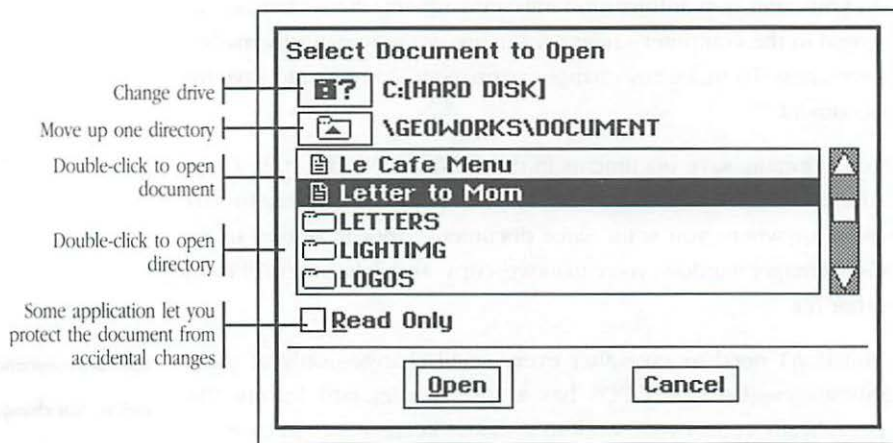 Select Document to Open
Change drive
C:[HARD DISK]
Move up one directory
\GEOWORKS\DOCUMENT
Double-click to open
document
Le Cafe Menu
Letter to Mom
Double-click to open
directory
LETTERS
LIGHTIMG
LOGOS
Some application let you
protect the document from
accidental changes
Read Only
Open
Cancel